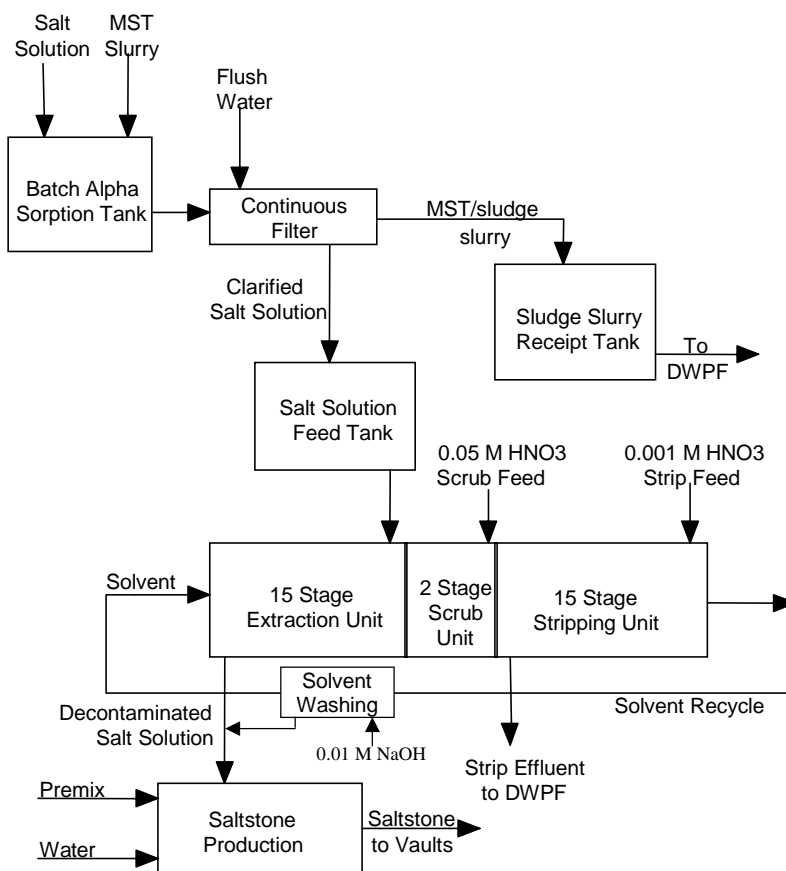 Salt
Solution
MST
Slurry
Flush
Water
Batch Alpha
Sorption Tank
Continuous
Filter
MST/sludge
slurry
Clarified
Salt Solution
Sludge Slurry
Receipt Tank
To
DWPF
Salt Solution
Feed Tank
0.05 M HNO3
Scrub Feed
0.001 M HNO3
Strip Feed
Solvent
15 Stage
Extraction Unit
2 Stage
Scrub
Unit
15 Stage
Stripping Unit
Solvent
Washing
Solvent Recycle
Decontaminated
Salt Solution
0.01 M NaOH
Strip Effluent
to DWPF
Premix
Water
Saltstone
Production
Saltstone
to Vaults